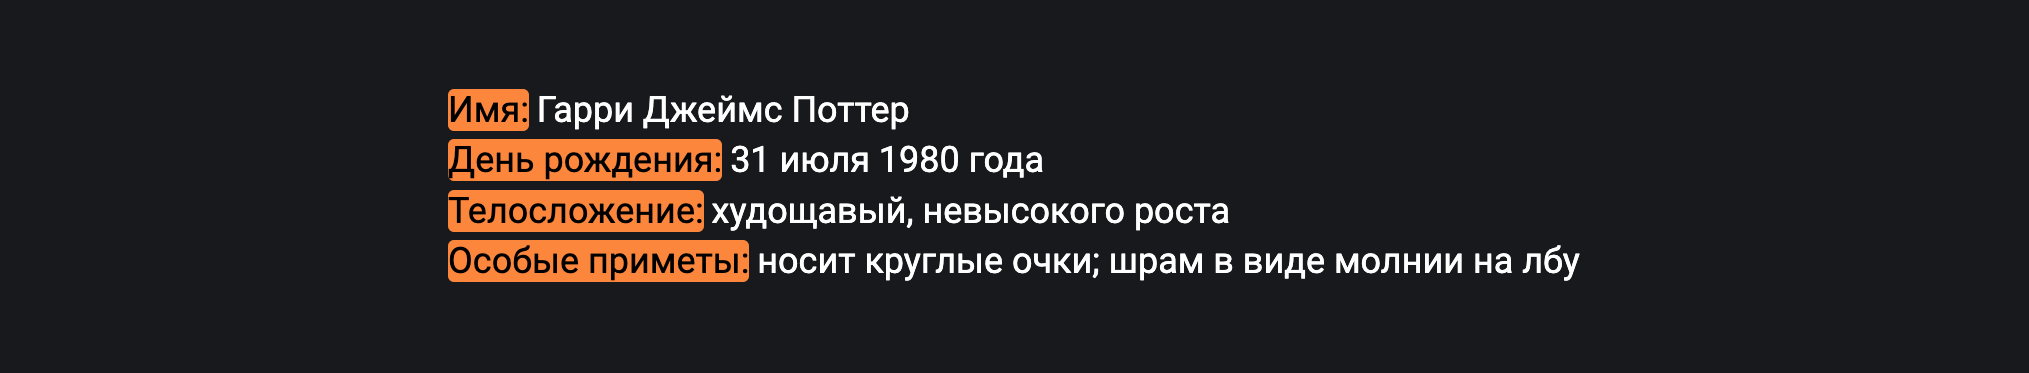 Имя: Гарри Джеймс Поттер
День рождения: 31 июля 1980 года
Телосложение: худощавый, невысокого роста
Особые приметы: носит круглые очки; шрам в виде молнии на лбу